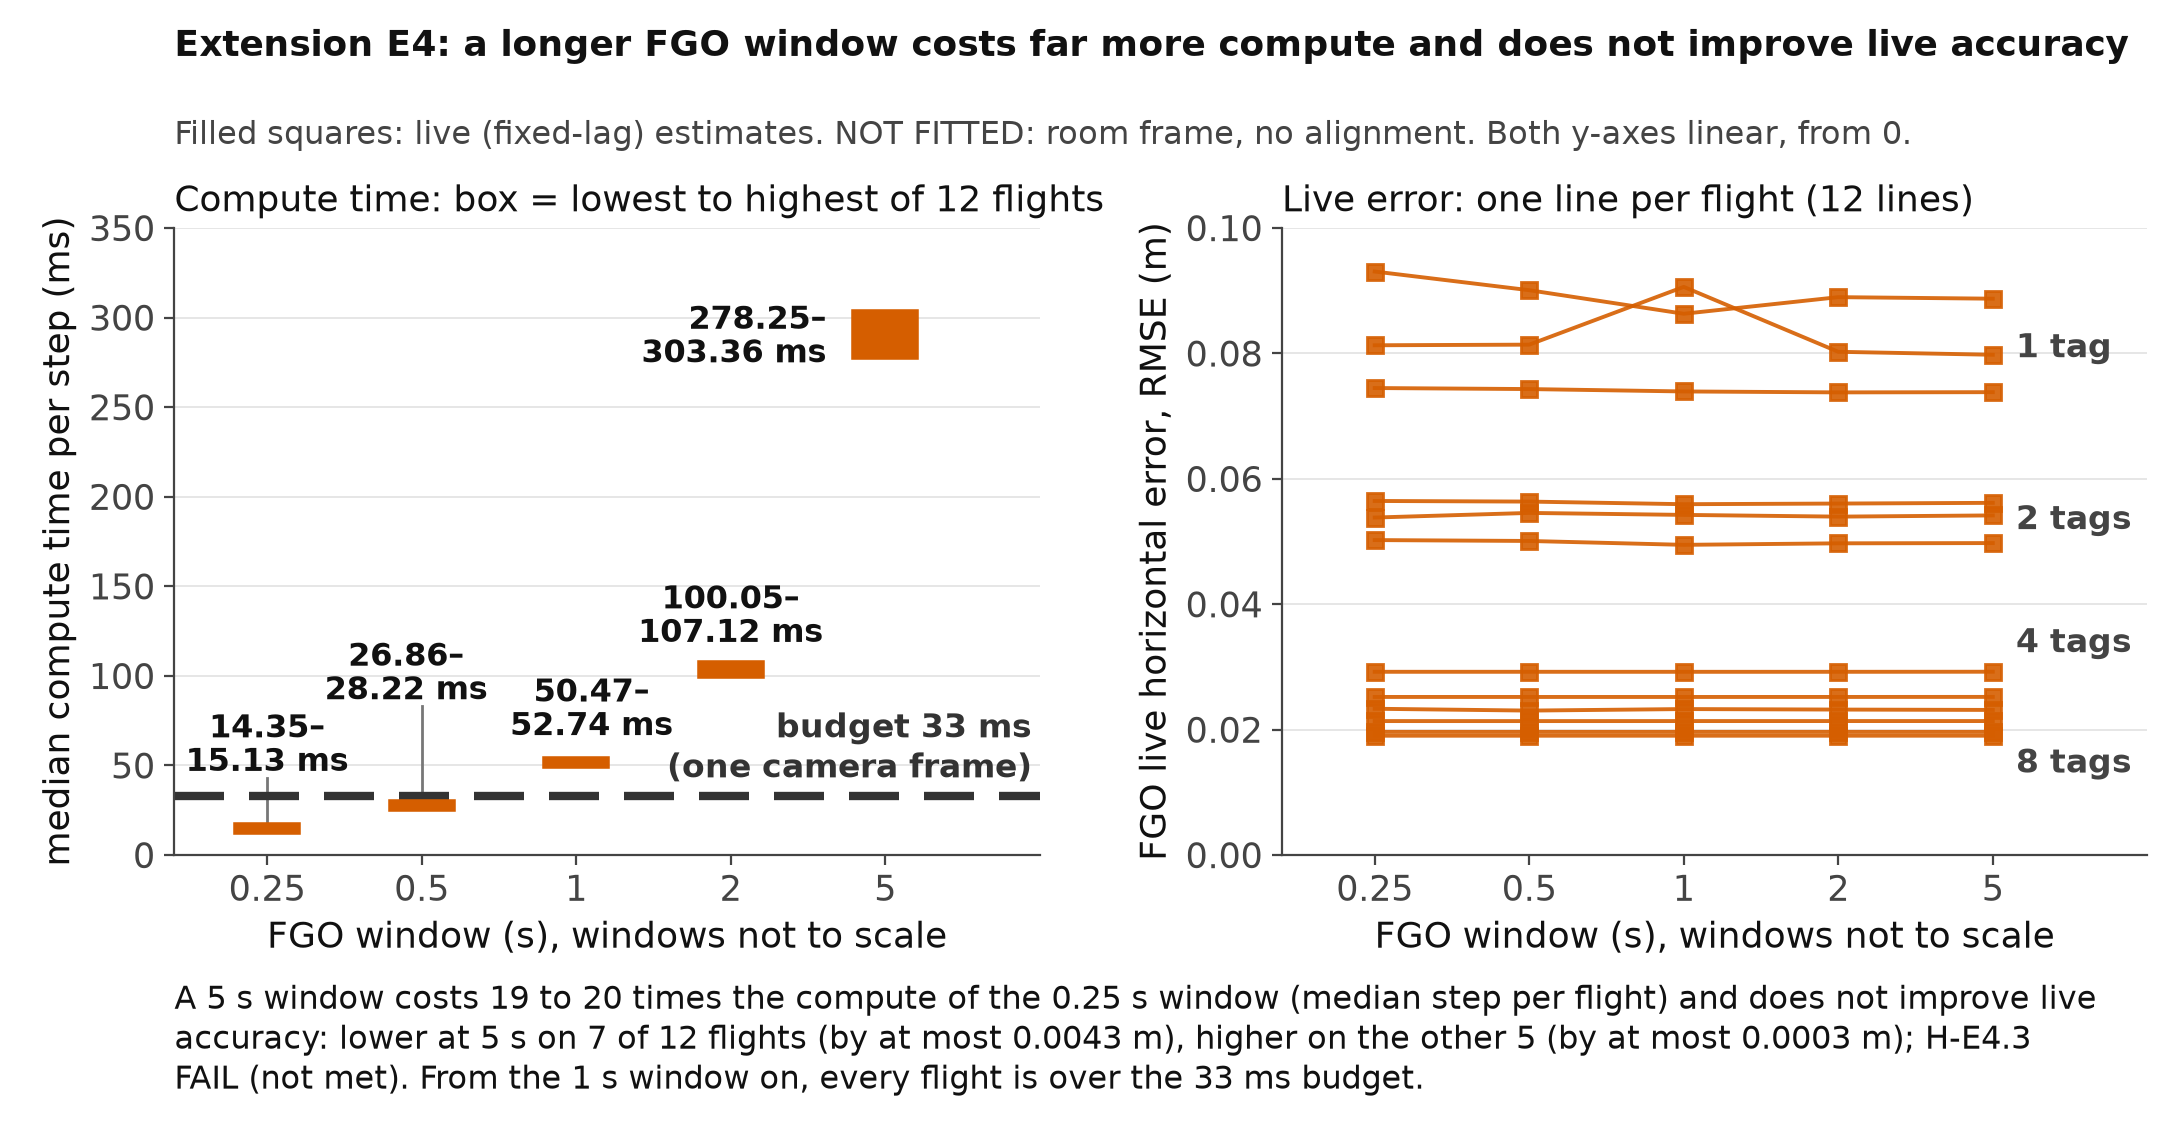 Extension E4: a longer FGO window costs far more compute and does not improve live accuracy
Filled squares: live (fixed-lag) estimates. NOT FITTED: room frame, no alignment. Both y-axes linear, from 0.
Compute time: box = lowest to highest of 12 flights
median compute time per step (ms)
350
300
250
200
150
100
50
0
278.25–
303.36 ms
100.05–
107.12 ms
26.86–
28.22 ms
50.47–
52.74 ms
14.35–
15.13 ms
budget 33 ms
(one camera frame)
0.25
0.5
1
2
5
FGO window (s), windows not to scale
Live error: one line per flight (12 lines)
FGO live horizontal error, RMSE (m)
0.10
0.08
0.06
0.04
0.02
0.00
1 tag
2 tags
4 tags
8 tags
0.25
0.5
1
2
5
FGO window (s), windows not to scale
A 5 s window costs 19 to 20 times the compute of the 0.25 s window (median step per flight) and does not improve live
accuracy: lower at 5 s on 7 of 12 flights (by at most 0.0043 m), higher on the other 5 (by at most 0.0003 m); H-E4.3
FAIL (not met). From the 1 s window on, every flight is over the 33 ms budget.